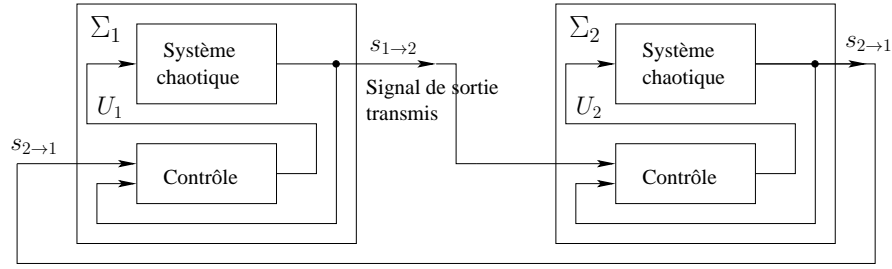 Σ₁
Système
chaotique
U₁
Contrôle
s₂→₁
s₁→₂
Signal de sortie
transmis
Σ₂
Système
chaotique
U₂
Contrôle
s₂→₁